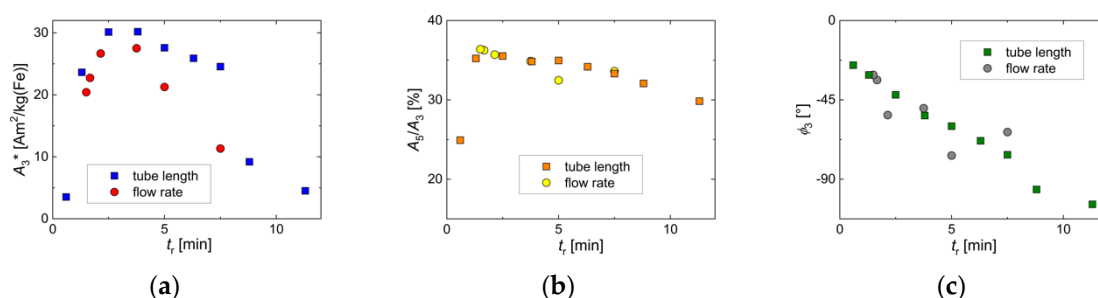 A₃* [Am²/kg(Fe)]
30
20
10
0
0
5
10
tube length
flow rate
tᵣ [min]
(a)
A₅/A₃ [%]
40
30
20
0
5
10
tube length
flow rate
tᵣ [min]
(b)
ϕ₃ [°]
0
-45
-90
0
5
10
tube length
flow rate
tᵣ [min]
(c)